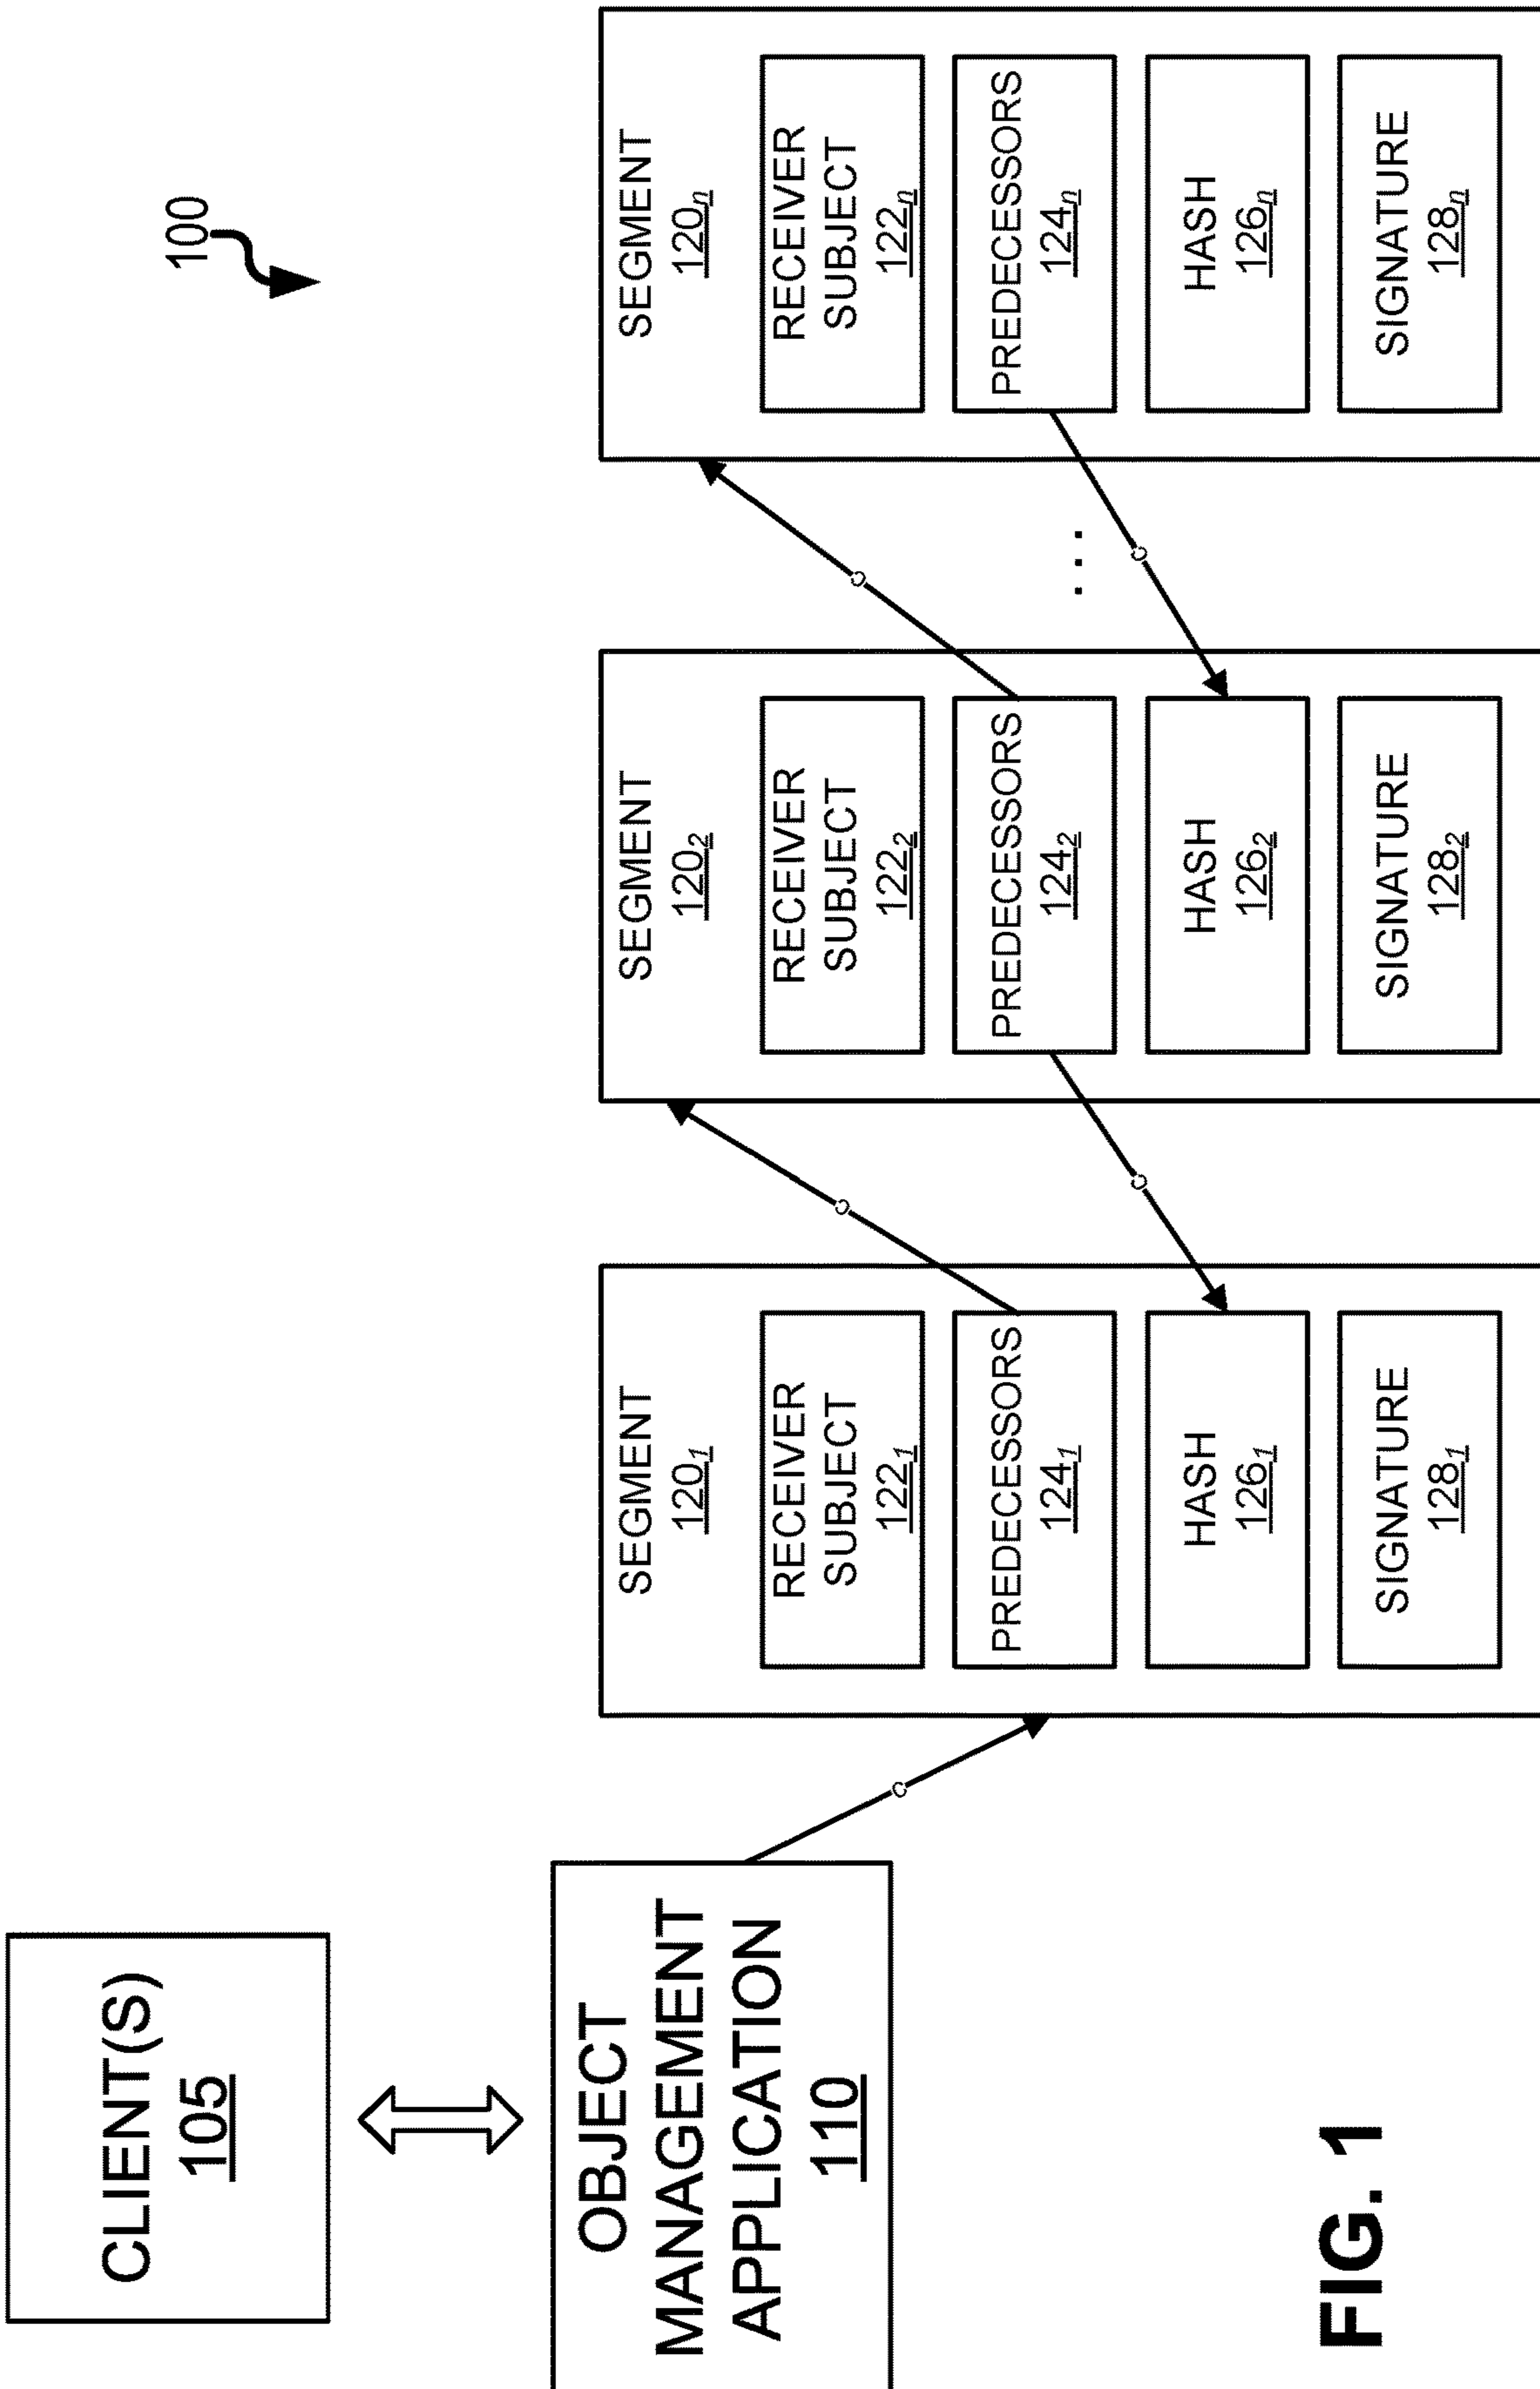 100
CLIENT(S)
105
OBJECT
MANAGEMENT
APPLICATION
110
SEGMENT
120₁
RECEIVER
SUBJECT
122₁
PREDECESSORS
124₁
HASH
126₁
SIGNATURE
128₁
SEGMENT
120₂
RECEIVER
SUBJECT
122₂
PREDECESSORS
124₂
HASH
126₂
SIGNATURE
128₂
...
SEGMENT
120ₙ
RECEIVER
SUBJECT
122ₙ
PREDECESSORS
124ₙ
HASH
126ₙ
SIGNATURE
128ₙ
FIG. 1